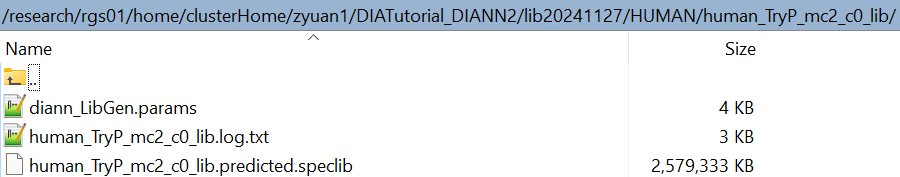 /research/rgs01/home/clusterHome/zyuan1/DIATutorial_DIANN2/lib20241127/HUMAN/human_TryP_mc2_c0_lib/
Name Size
..
diann_LibGen.params 4 KB
human_TryP_mc2_c0_lib.log.txt 3 KB
human_TryP_mc2_c0_lib.predicted.speclib 2,579,333 KB